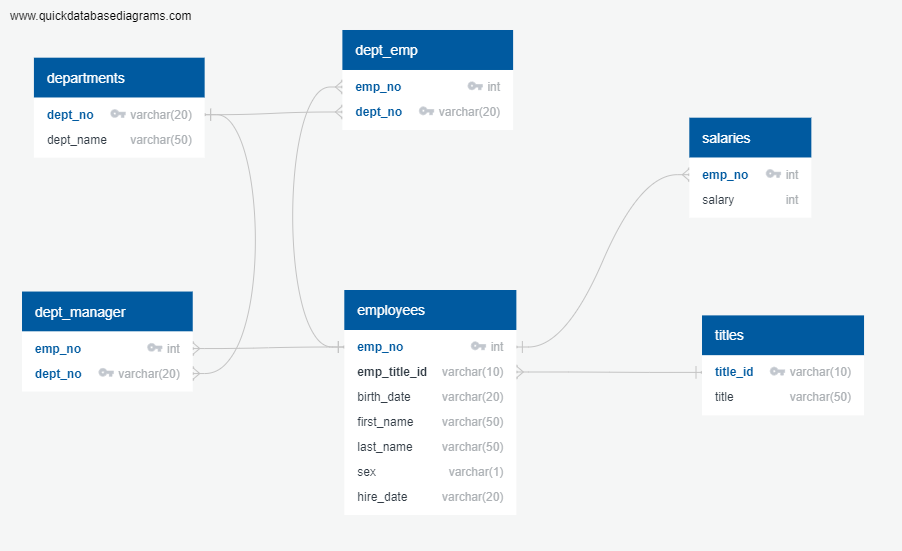 www.quickdatabasediagrams.com
departments
dept_no varchar(20)
dept_name varchar(50)
dept_emp
emp_no int
dept_no varchar(20)
salaries
emp_no int
salary int
dept_manager
emp_no int
dept_no varchar(20)
employees
emp_no int
emp_title_id varchar(10)
birth_date varchar(20)
first_name varchar(50)
last_name varchar(50)
sex varchar(1)
hire_date varchar(20)
titles
title_id varchar(10)
title varchar(50)